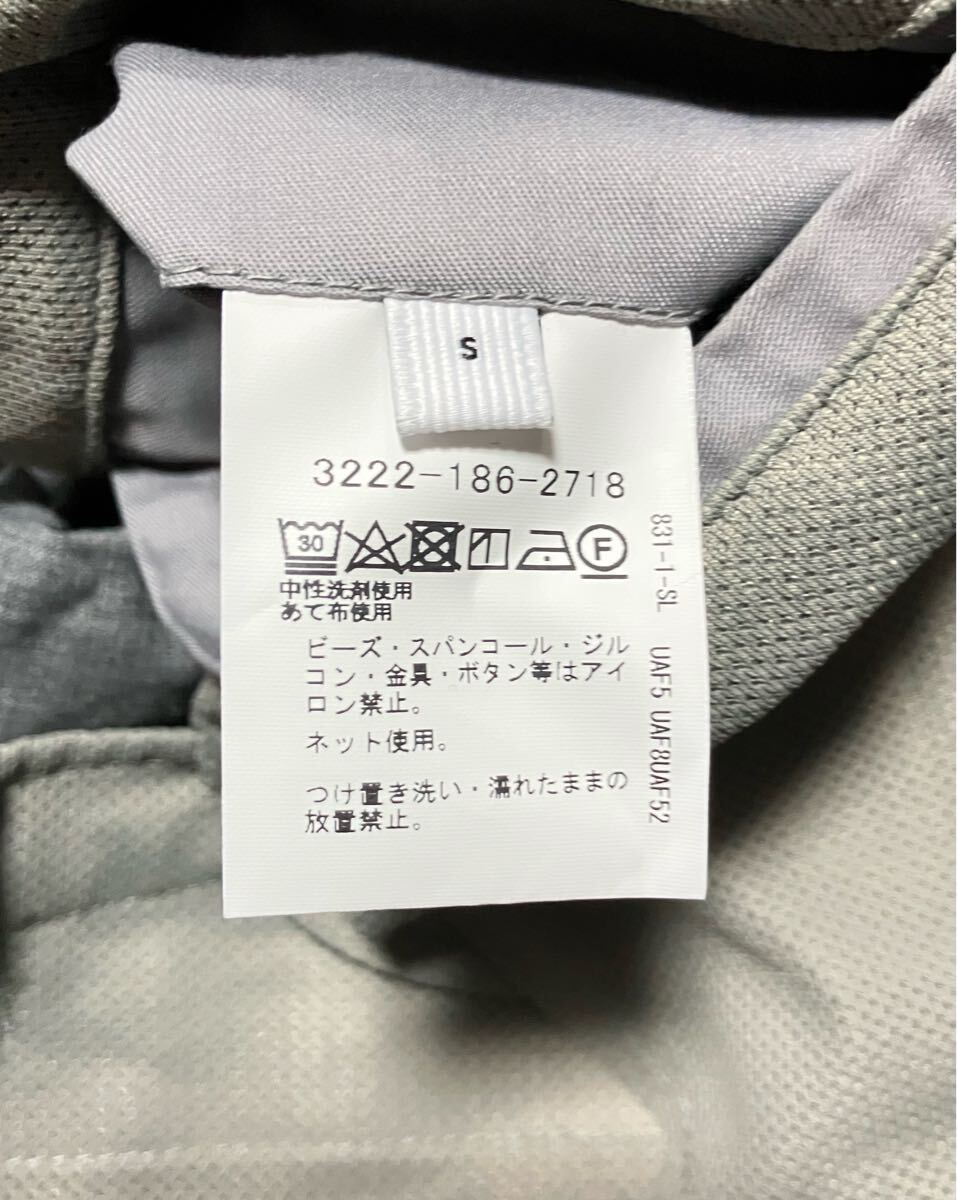 S
3222-186-2718
30
F
中性洗剤使用
あて布使用
ビーズ・スパンコール・ジル
コン・金具・ボタン等はアイ
ロン禁止。
ネット使用。
つけ置き洗い・濡れたままの
放置禁止。
831-1-SL UAF5 UAF8UAF52